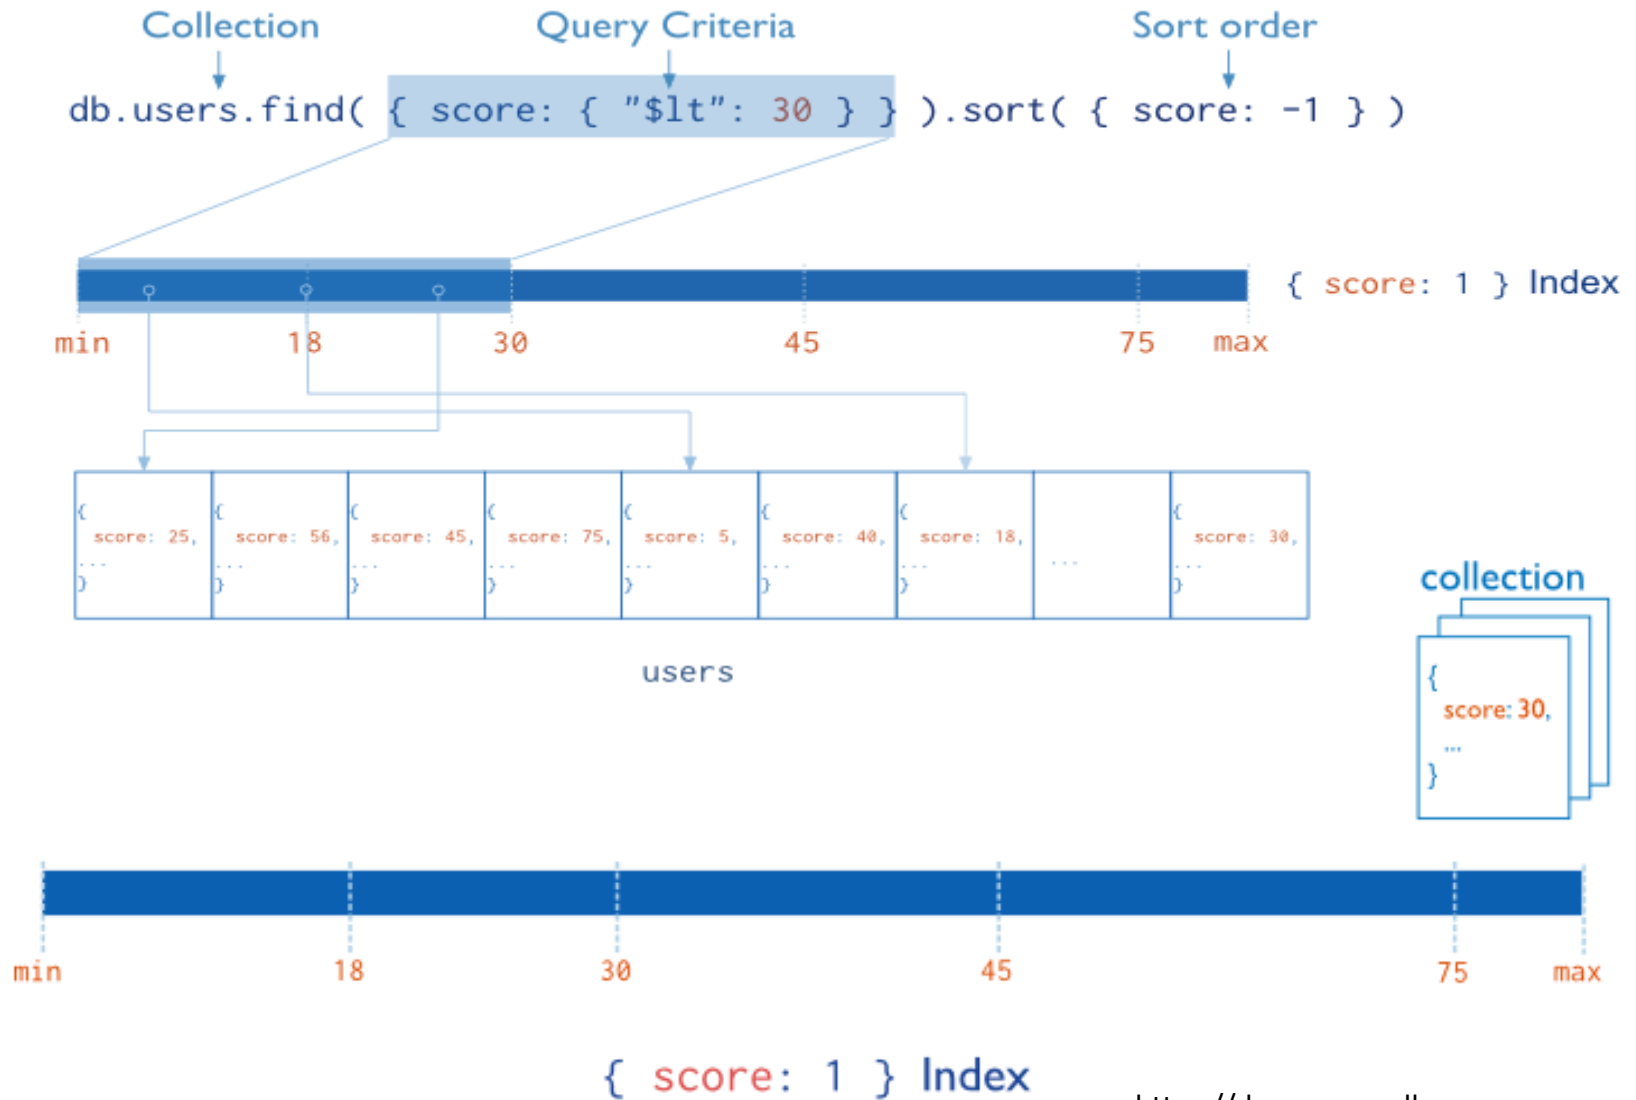 Collection Query Criteria Sort order
db.users.find( { score: { "$lt": 30 } } ).sort( { score: -1 } )
{ score: 1 } Index
min 18 30 45 75 max
{ { { { { { { {
score: 25, score: 56, score: 45, score: 75, score: 5, score: 40, score: 18, score: 30,
... ... ... ... ... ... ... ... ...
} } } } } } } }
users
collection
{
score: 30,
...
}
min 18 30 45 75 max
{ score: 1 } Index